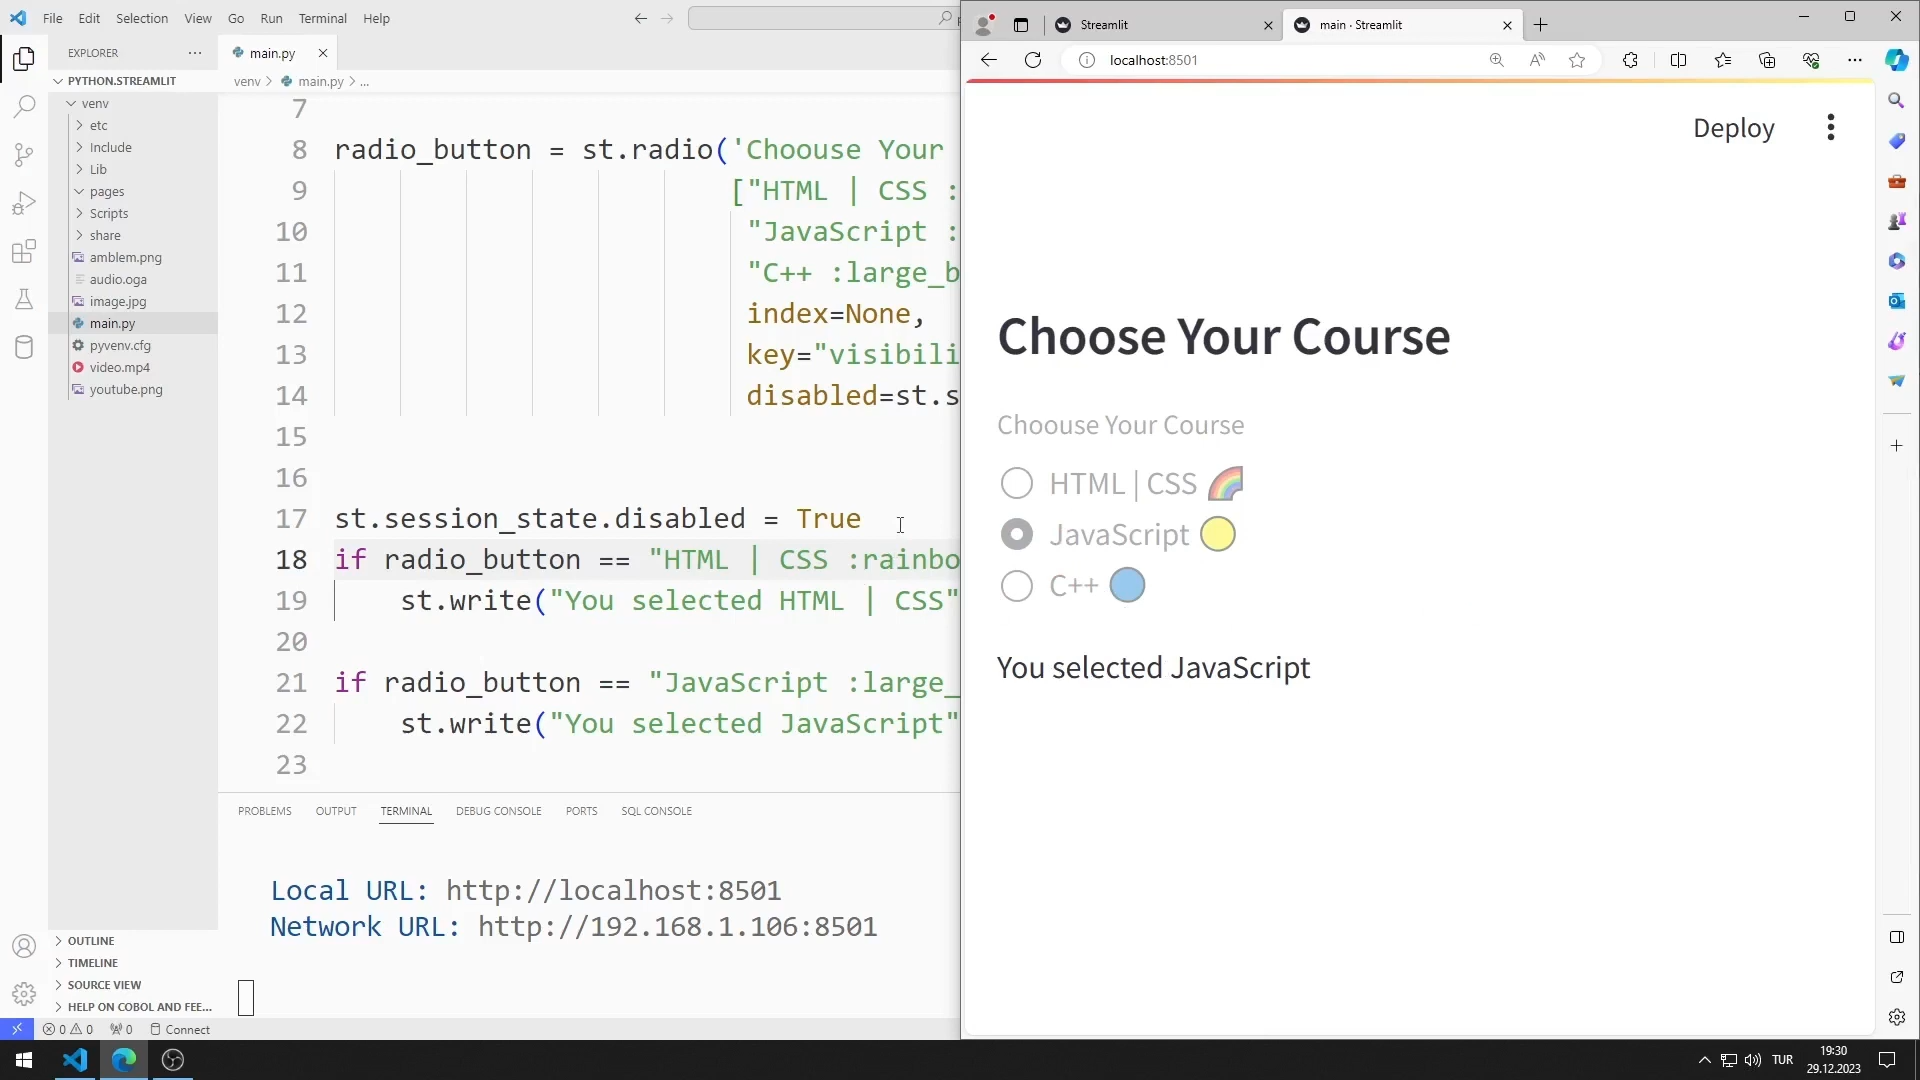 File Edit Selection View Go Run Terminal Help
EXPLORER
PYTHON.STREAMLIT
venv
etc
Include
Lib
pages
Scripts
share
amblem.png
audio.oga
image.jpg
main.py
pyvenv.cfg
video.mp4
youtube.png
OUTLINE
TIMELINE
SOURCE VIEW
HELP ON COBOL AND FEE...
main.py
venv > main.py > ...
7
8 radio_button = st.radio('Choouse Your
9 ["HTML | CSS :
10 "JavaScript :
11 "C++ :large_b
12 index=None,
13 key="visibili
14 disabled=st.s
15
16
17 st.session_state.disabled = True
18 if radio_button == "HTML | CSS :rainbo
19 st.write("You selected HTML | CSS"
20
21 if radio_button == "JavaScript :large_
22 st.write("You selected JavaScript"
23
PROBLEMS OUTPUT TERMINAL DEBUG CONSOLE PORTS SQL CONSOLE
Local URL: http://localhost:8501
Network URL: http://192.168.1.106:8501
0 0 0 Connect
Streamlit
main · Streamlit
localhost:8501
Deploy
Choose Your Course
Choouse Your Course
HTML | CSS
JavaScript
C++
You selected JavaScript
TUR
19:30
29.12.2023